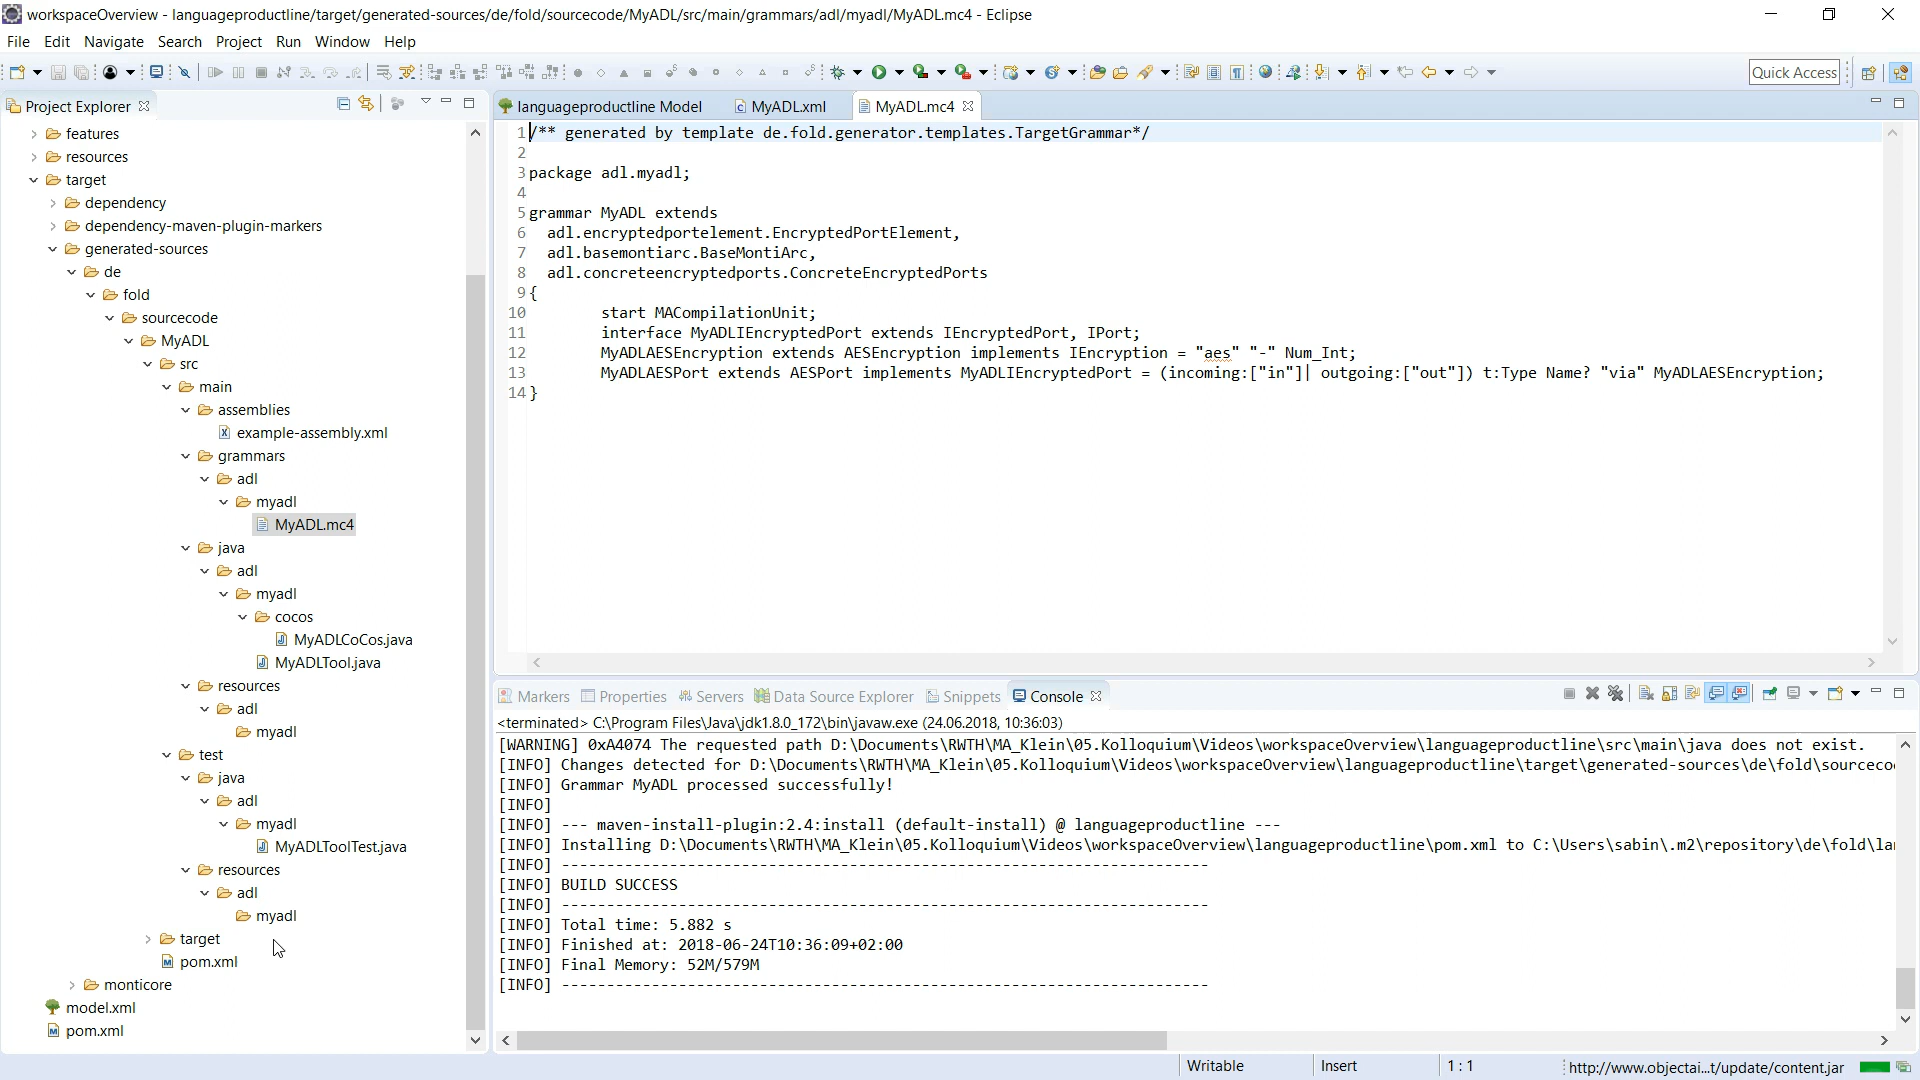 workspaceOverview - languageproductline/target/generated-sources/de/fold/sourcecode/MyADL/src/main/grammars/adl/myadl/MyADL.mc4 - Eclipse
File Edit Navigate Search Project Run Window Help
Quick Access
Project Explorer
features
resources
target
dependency
dependency-maven-plugin-markers
generated-sources
de
fold
sourcecode
MyADL
src
main
assemblies
example-assembly.xml
grammars
adl
myadl
MyADL.mc4
java
adl
myadl
cocos
MyADLCoCos.java
MyADLTool.java
resources
adl
myadl
test
java
adl
myadl
MyADLToolTest.java
resources
adl
myadl
target
pom.xml
monticore
model.xml
pom.xml
languageproductline Model MyADL.xml MyADL.mc4
1 /** generated by template de.fold.generator.templates.TargetGrammar*/
2
3 package adl.myadl;
4
5 grammar MyADL extends
6 adl.encryptedportelement.EncryptedPortElement,
7 adl.basemontiarc.BaseMontiArc,
8 adl.concreteencryptedports.ConcreteEncryptedPorts
9 {
10 start MACompilationUnit;
11 interface MyADLIEncryptedPort extends IEncryptedPort, IPort;
12 MyADLAESEncryption extends AESEncryption implements IEncryption = "aes" "-" Num_Int;
13 MyADLAESPort extends AESPort implements MyADLIEncryptedPort = (incoming:["in"]| outgoing:["out"]) t:Type Name? "via" MyADLAESEncryption;
14 }
Markers Properties Servers Data Source Explorer Snippets Console
<terminated> C:\Program Files\Java\jdk1.8.0_172\bin\javaw.exe (24.06.2018, 10:36:03)
[WARNING] 0xA4074 The requested path D:\Documents\RWTH\MA_Klein\05.Kolloquium\Videos\workspaceOverview\languageproductline\src\main\java does not exist.
[INFO] Changes detected for D:\Documents\RWTH\MA_Klein\05.Kolloquium\Videos\workspaceOverview\languageproductline\target\generated-sources\de\fold\sourceco
[INFO] Grammar MyADL processed successfully!
[INFO]
[INFO] --- maven-install-plugin:2.4:install (default-install) @ languageproductline ---
[INFO] Installing D:\Documents\RWTH\MA_Klein\05.Kolloquium\Videos\workspaceOverview\languageproductline\pom.xml to C:\Users\sabin\.m2\repository\de\fold\la
[INFO] ------------------------------------------------------------------------
[INFO] BUILD SUCCESS
[INFO] ------------------------------------------------------------------------
[INFO] Total time: 5.882 s
[INFO] Finished at: 2018-06-24T10:36:09+02:00
[INFO] Final Memory: 52M/579M
[INFO] ------------------------------------------------------------------------
Writable Insert 1 : 1 http://www.objectai...t/update/content.jar